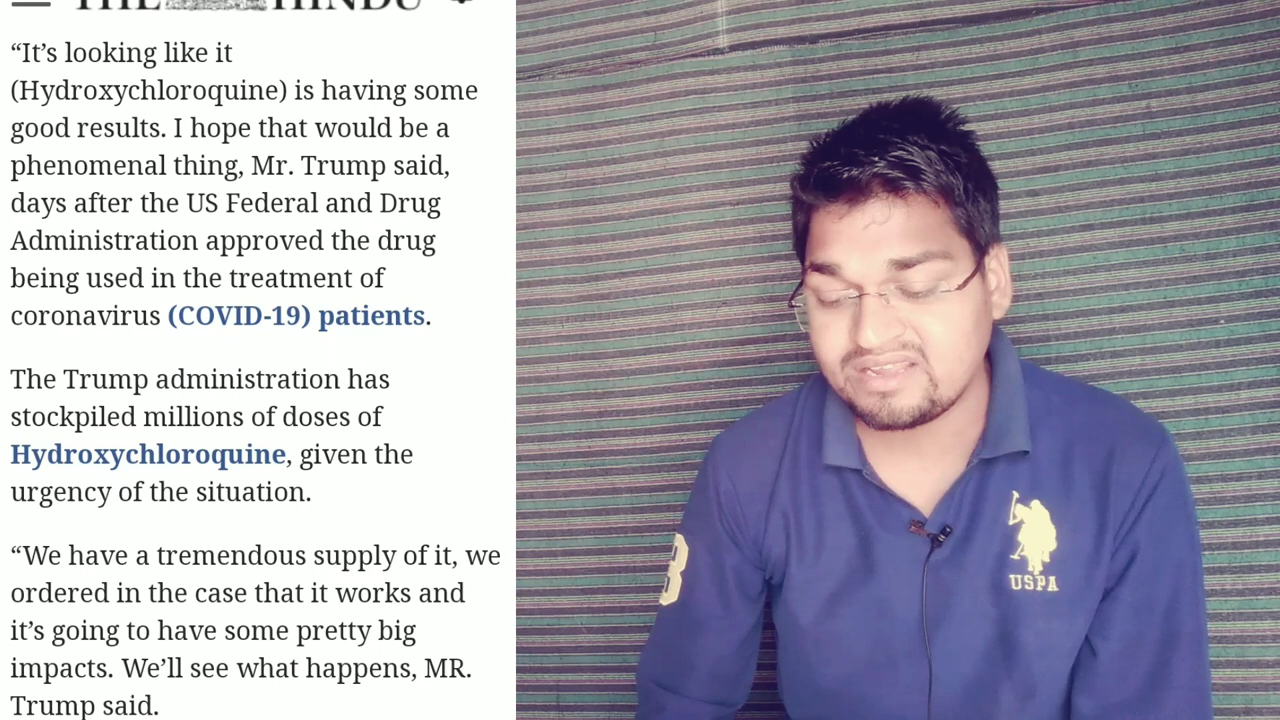 THE HINDU
“It’s looking like it
(Hydroxychloroquine) is having some
good results. I hope that would be a
phenomenal thing, Mr. Trump said,
days after the US Federal and Drug
Administration approved the drug
being used in the treatment of
coronavirus (COVID-19) patients.
The Trump administration has
stockpiled millions of doses of
Hydroxychloroquine, given the
urgency of the situation.
“We have a tremendous supply of it, we
ordered in the case that it works and
it’s going to have some pretty big
impacts. We’ll see what happens, MR.
Trump said.
3
USPA